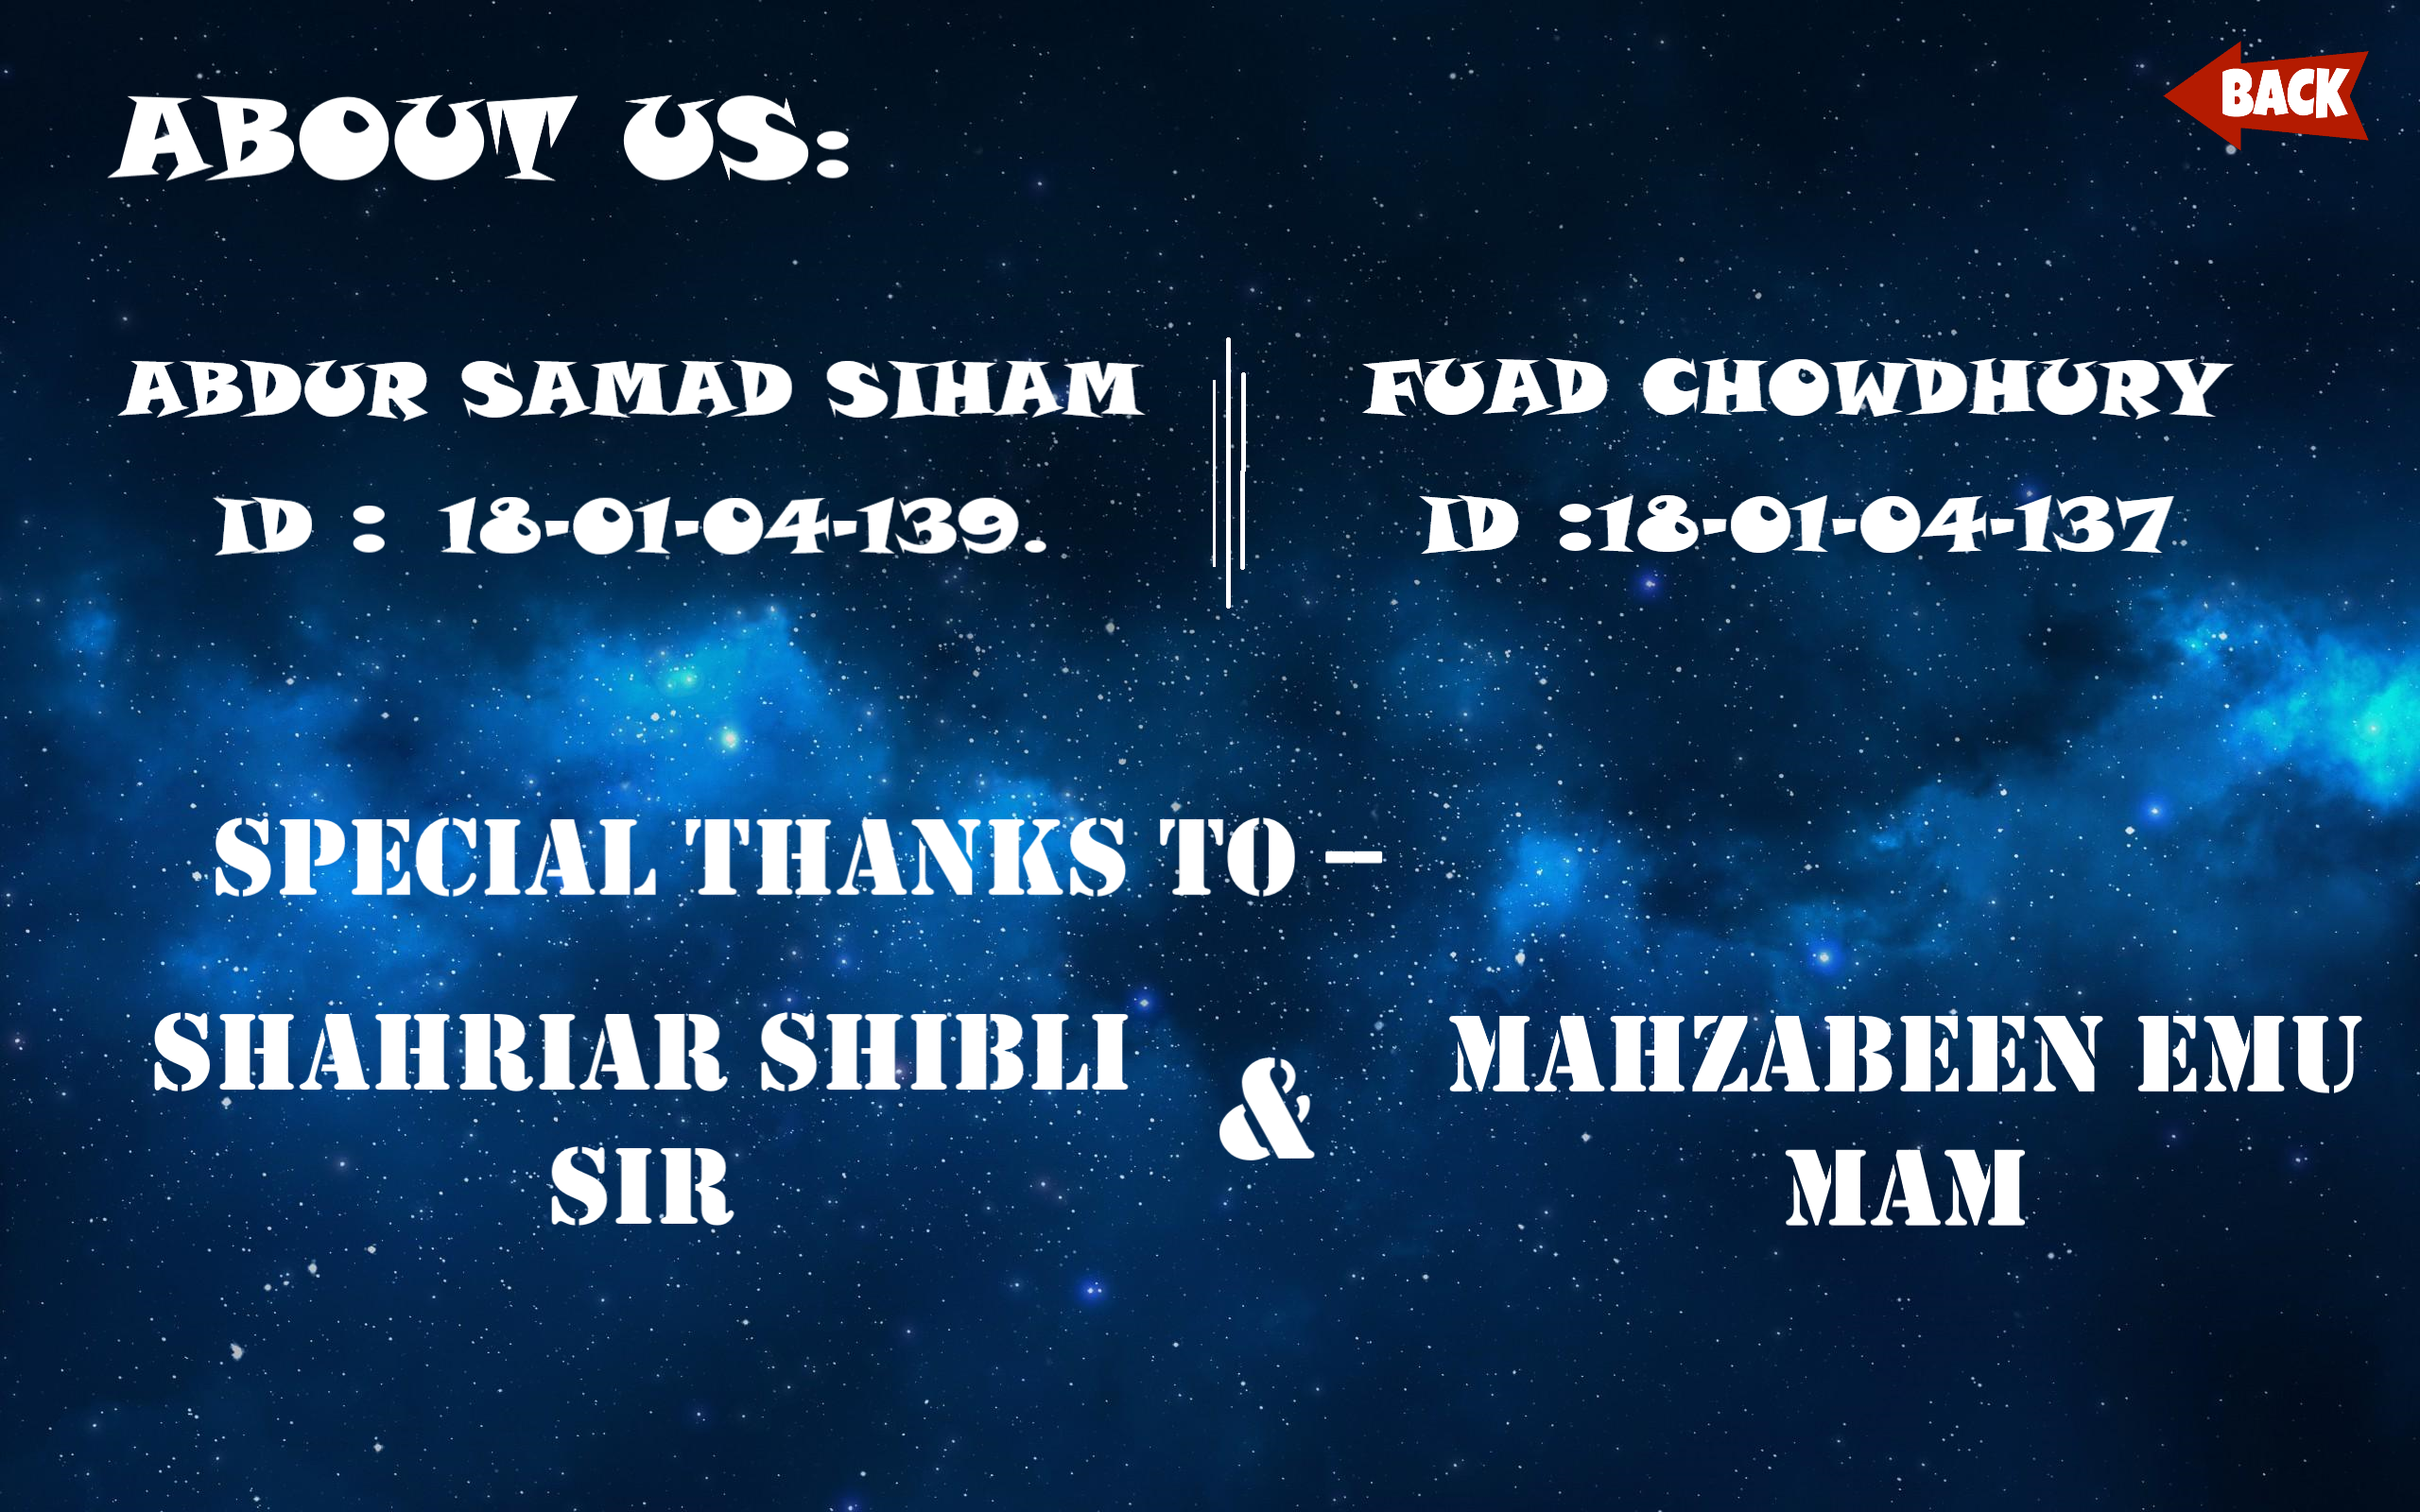 BACK
ABOUT US:
ABDUR SAMAD SIHAM
ID : 18-01-04-139.
FUAD CHOWDHURY
ID :18-01-04-137
SPECIAL THANKS TO –
SHAHRIAR SHIBLI
SIR
&
MAHZABEEN EMU
MAM